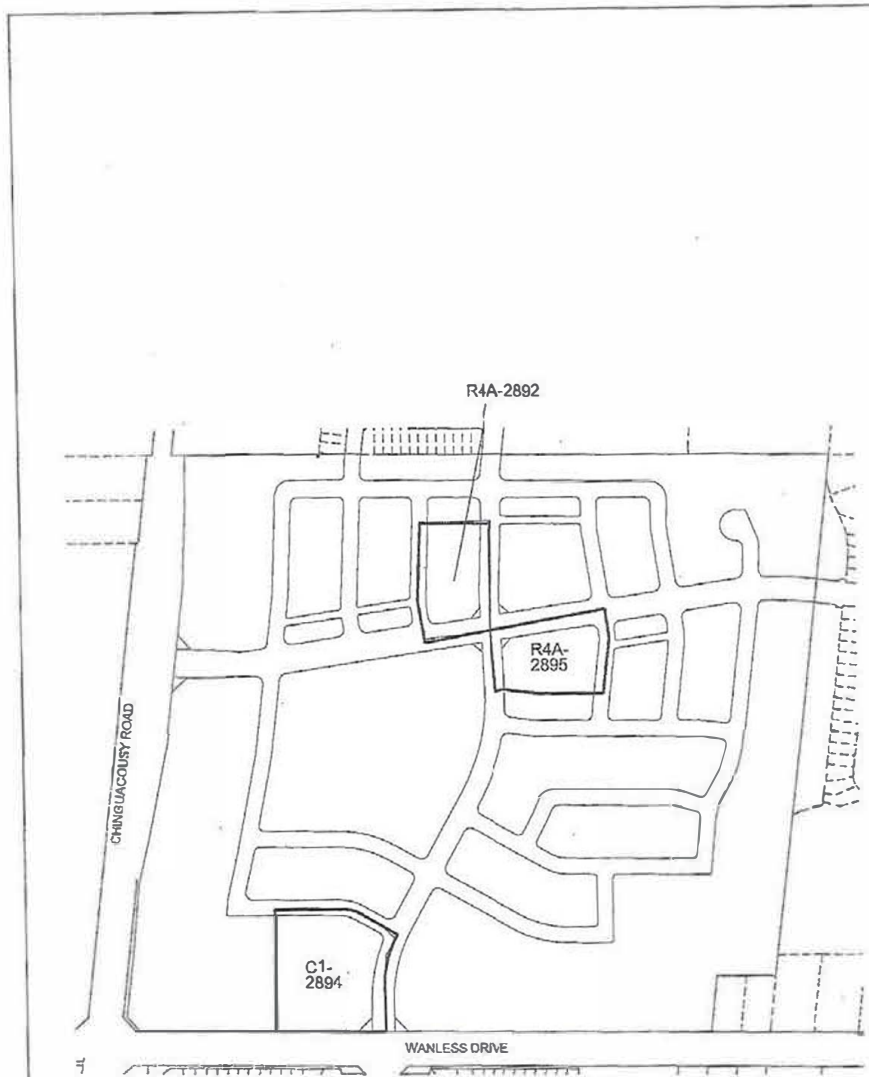 R4A-2892
R4A-
2895
CHINGUACOUSY ROAD
C1-
2894
WANLESS DRIVE